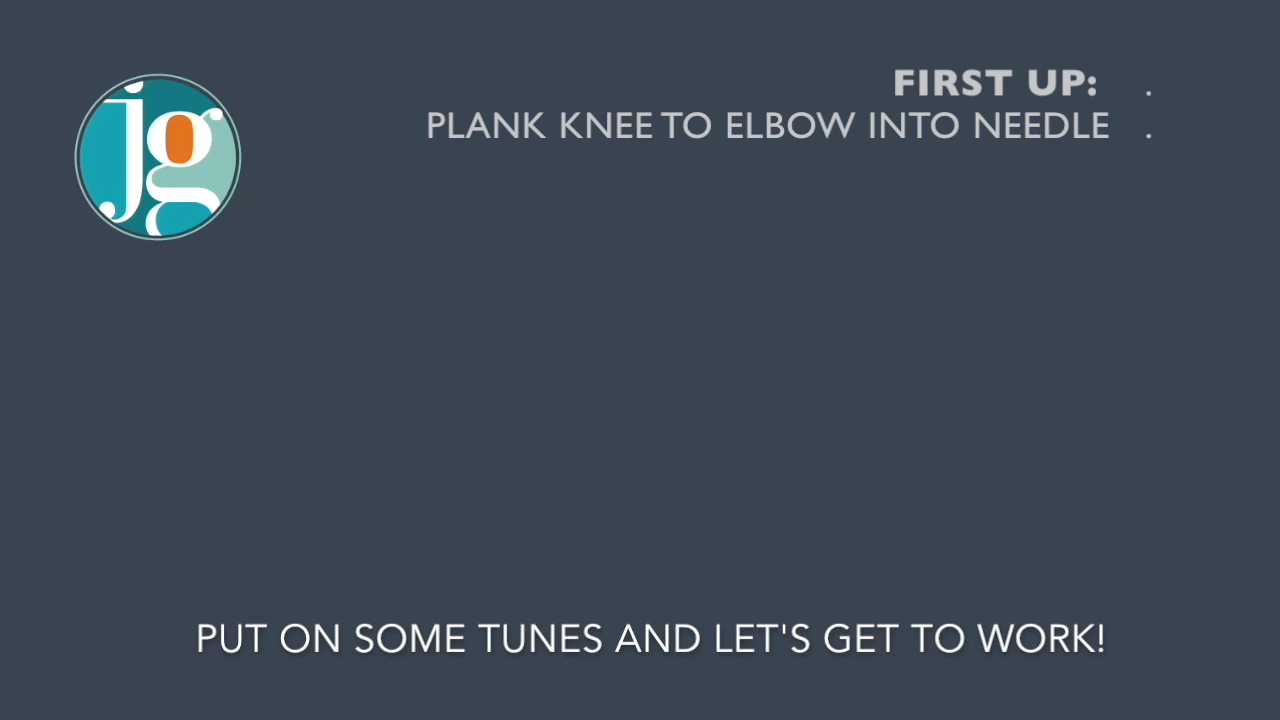 jg
FIRST UP: .
PLANK KNEE TO ELBOW INTO NEEDLE .
PUT ON SOME TUNES AND LET'S GET TO WORK!